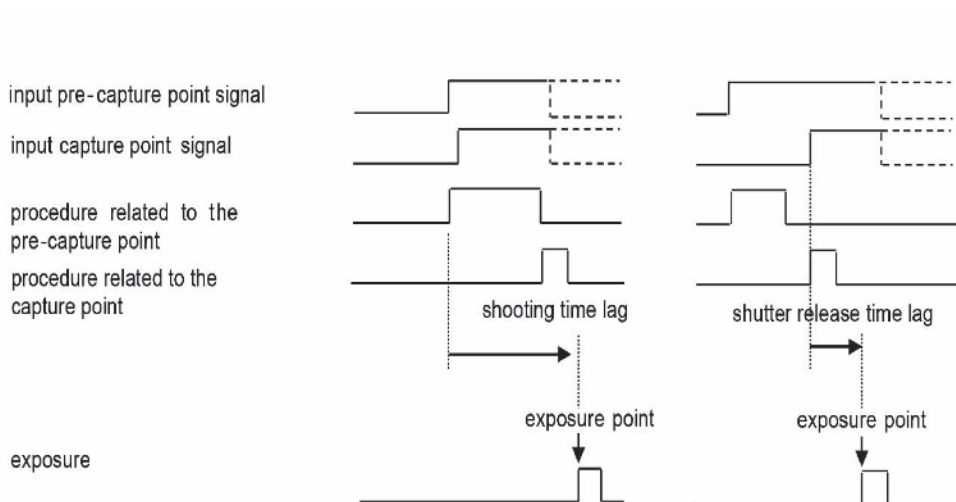 input pre-capture point signal
input capture point signal
procedure related to the
pre-capture point
procedure related to the
capture point
shooting time lag
shutter release time lag
exposure point
exposure point
exposure